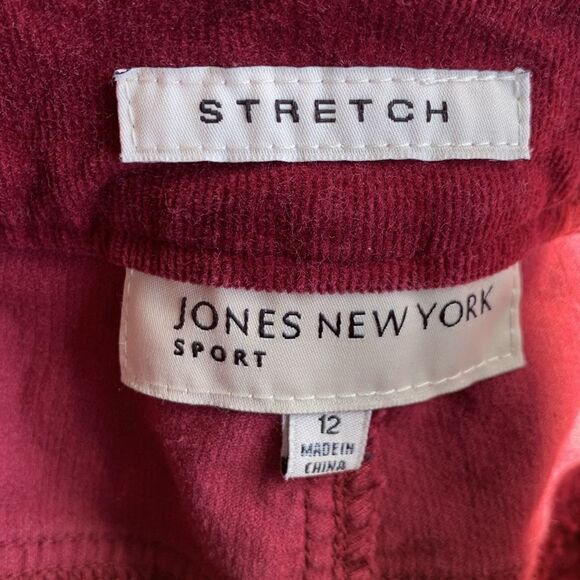 STRETCH
JONES NEW YORK
SPORT
12
MADE IN
CHINA